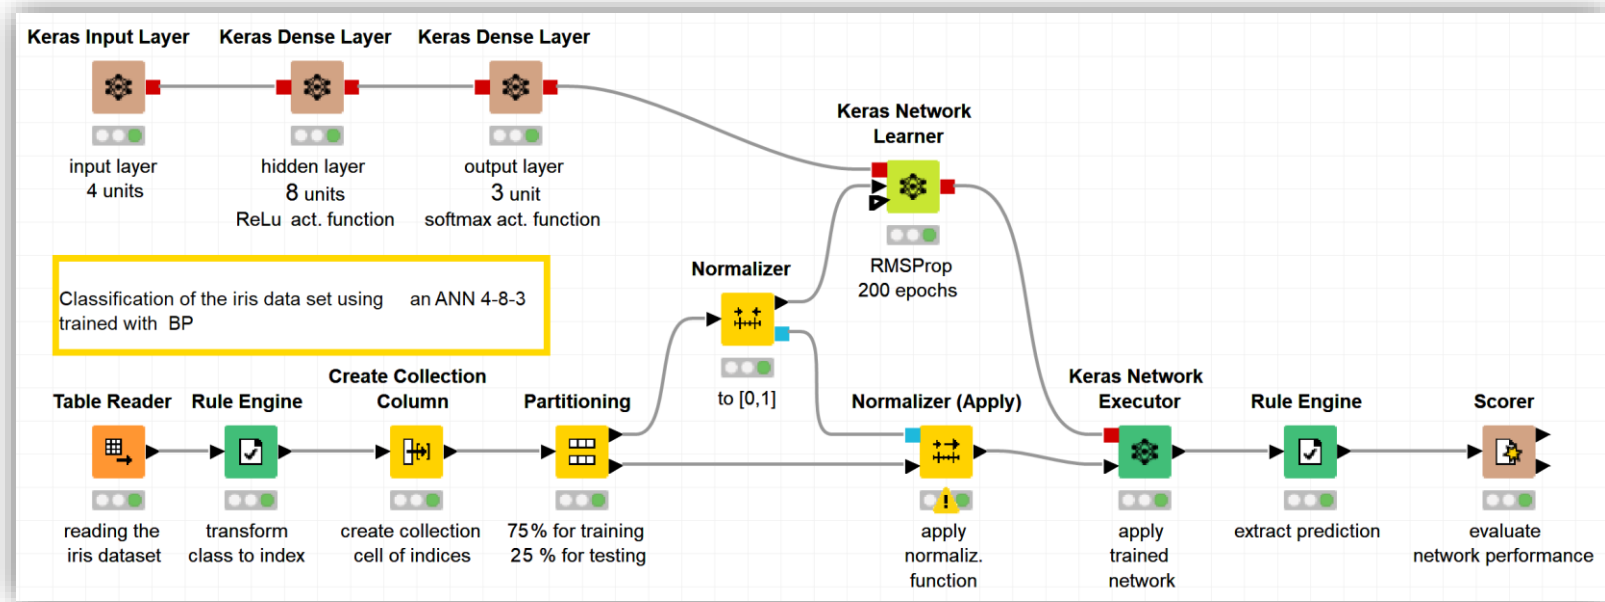 Keras Input Layer
Keras Dense Layer
Keras Dense Layer
input layer
4 units
hidden layer
8 units
ReLu act. function
output layer
3 unit
softmax act. function
Keras Network
Learner
RMSProp
200 epochs
Classification of the iris data set using an ANN 4-8-3
trained with BP
Normalizer
to [0,1]
Table Reader
reading the
iris dataset
Rule Engine
transform
class to index
Create Collection
Column
create collection
cell of indices
Partitioning
75% for training
25 % for testing
Normalizer (Apply)
apply
normaliz.
function
Keras Network
Executor
apply
trained
network
Rule Engine
extract prediction
Scorer
evaluate
network performance